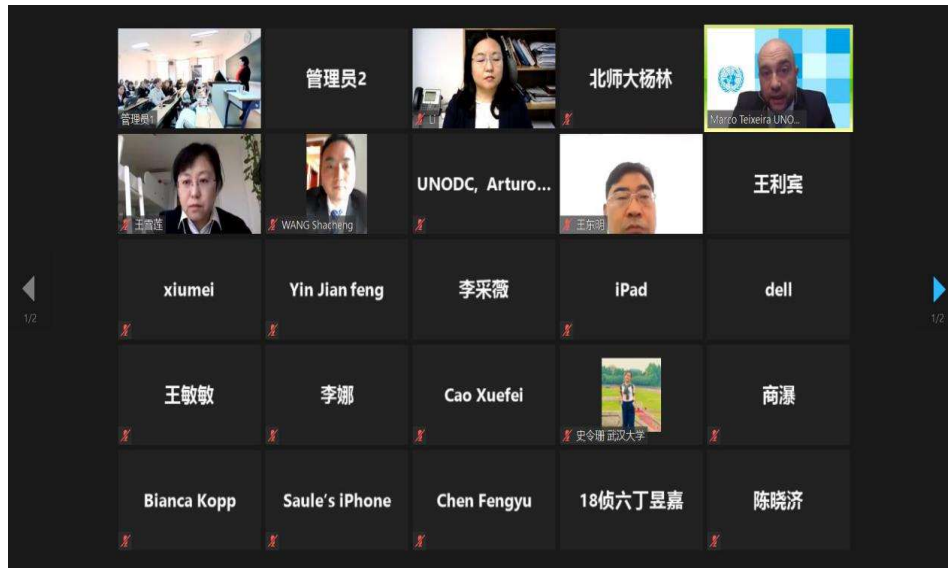 管理员1
管理员2
Li
北师大杨林
Marco Teixeira UNO...
王雪莲
WANG Shacheng
UNODC, Arturo...
王东明
王利宾
xiumei
Yin Jian feng
李采薇
iPad
dell
1/2
1/2
王敏敏
李娜
Cao Xuefei
史令珊 武汉大学
商瀑
Bianca Kopp
Saule's iPhone
Chen Fengyu
18侦六丁昱嘉
陈晓济